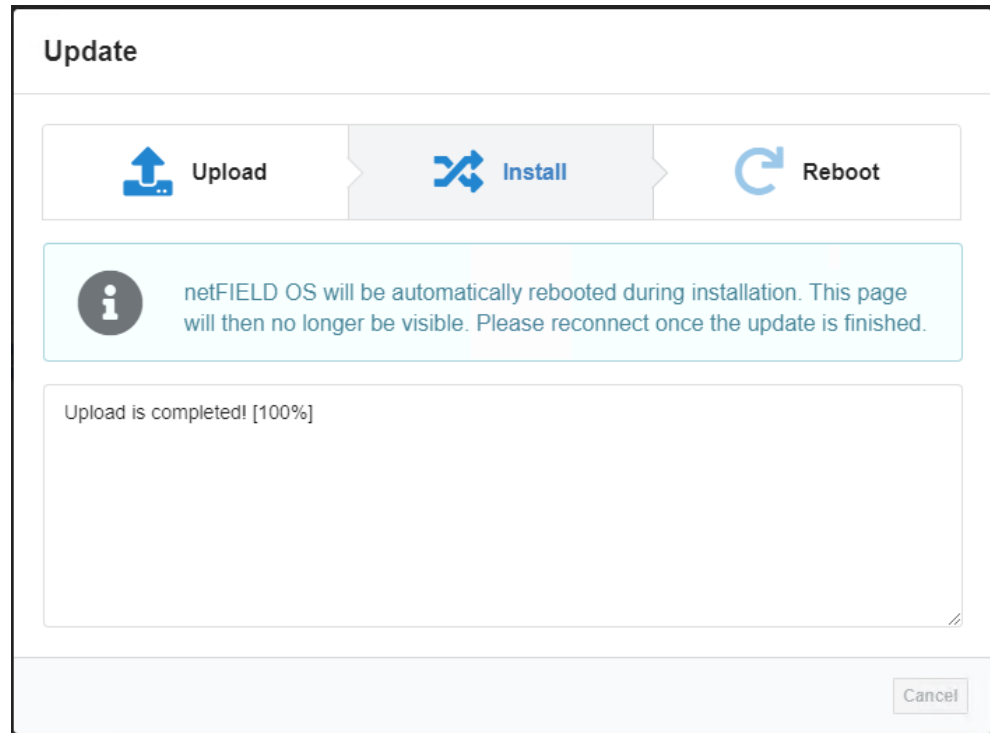 Update
Upload
Install
Reboot
netFIELD OS will be automatically rebooted during installation. This page
will then no longer be visible. Please reconnect once the update is finished.
Upload is completed! [100%]
Cancel